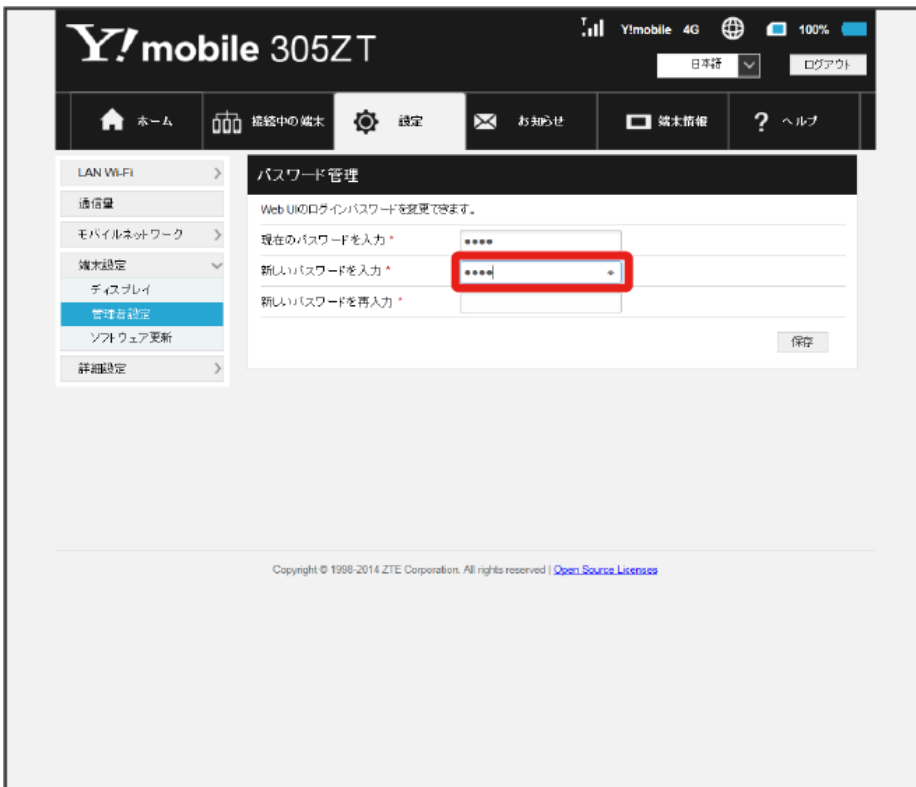 Y!mobile 4G 100%
Y! mobile 305ZT
日本語 ログアウト
ホーム 接続中の端末 設定 お知らせ 端末情報 ? ヘルプ
LAN Wi-Fi
通信量
モバイルネットワーク
端末設定
ディスプレイ
管理者設定
ソフトウェア更新
詳細設定
パスワード管理
Web UIのログインパスワードを変更できます。
現在のパスワードを入力 * ••••
新しいパスワードを入力 * ••••
新しいパスワードを再入力 *
保存
Copyright © 1998-2014 ZTE Corporation. All rights reserved | Open Source Licenses